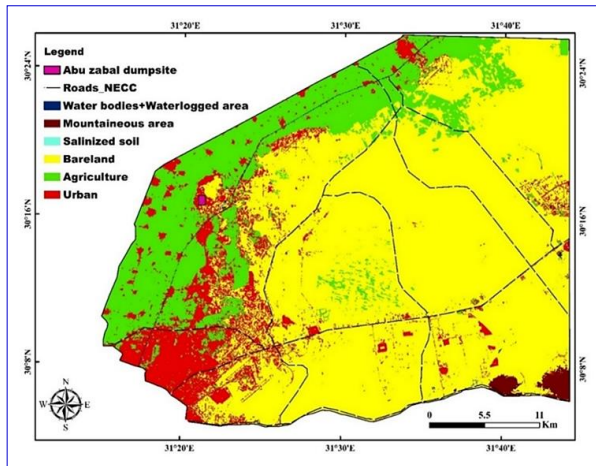 31°20'E 31°30'E 31°40'E
Legend
Abu zabal dumpsite
Roads_NECC
Water bodies+Waterlogged area
Mountaineous area
Salinized soil
Bareland
Agriculture
Urban
30°24'N 30°24'N
30°16'N 30°16'N
30°8'N 30°8'N
N
W E
S
0 5.5 11
Km
31°20'E 31°30'E 31°40'E